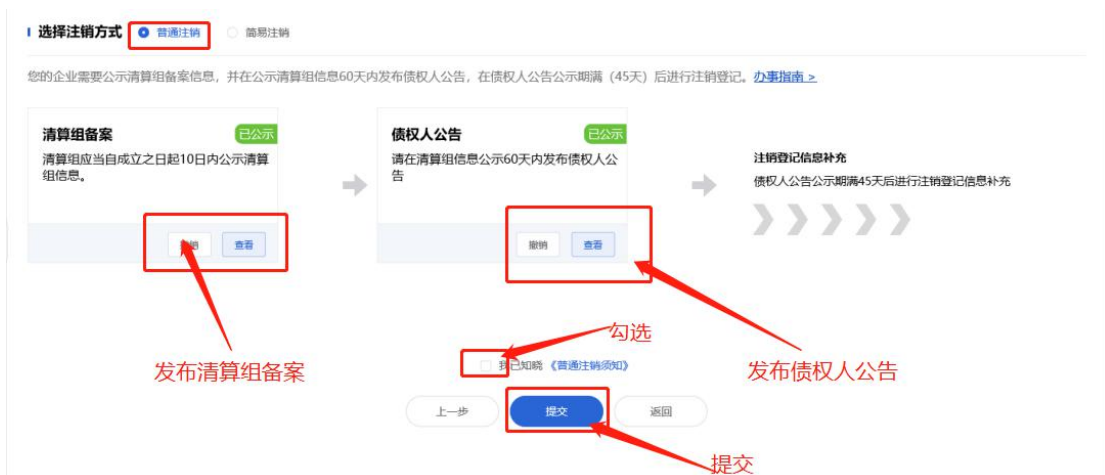 选择注销方式 普通注销 简易注销
您的企业需要公示清算组备案信息，并在公示清算组信息60天内发布债权人公告，在债权人公告公示期满（45天）后进行注销登记。办事指南 >
清算组备案 已公示
清算组应当自成立之日起10日内公示清算
组信息。
查看
债权人公告 已公示
请在清算组信息公示60天内发布债权人公
告
撤销 查看
注销登记信息补充
债权人公告公示期满45天后进行注销登记信息补充
发布清算组备案
勾选
发布债权人公告
我已知晓《普通注销须知》
上一步 提交 返回
提交